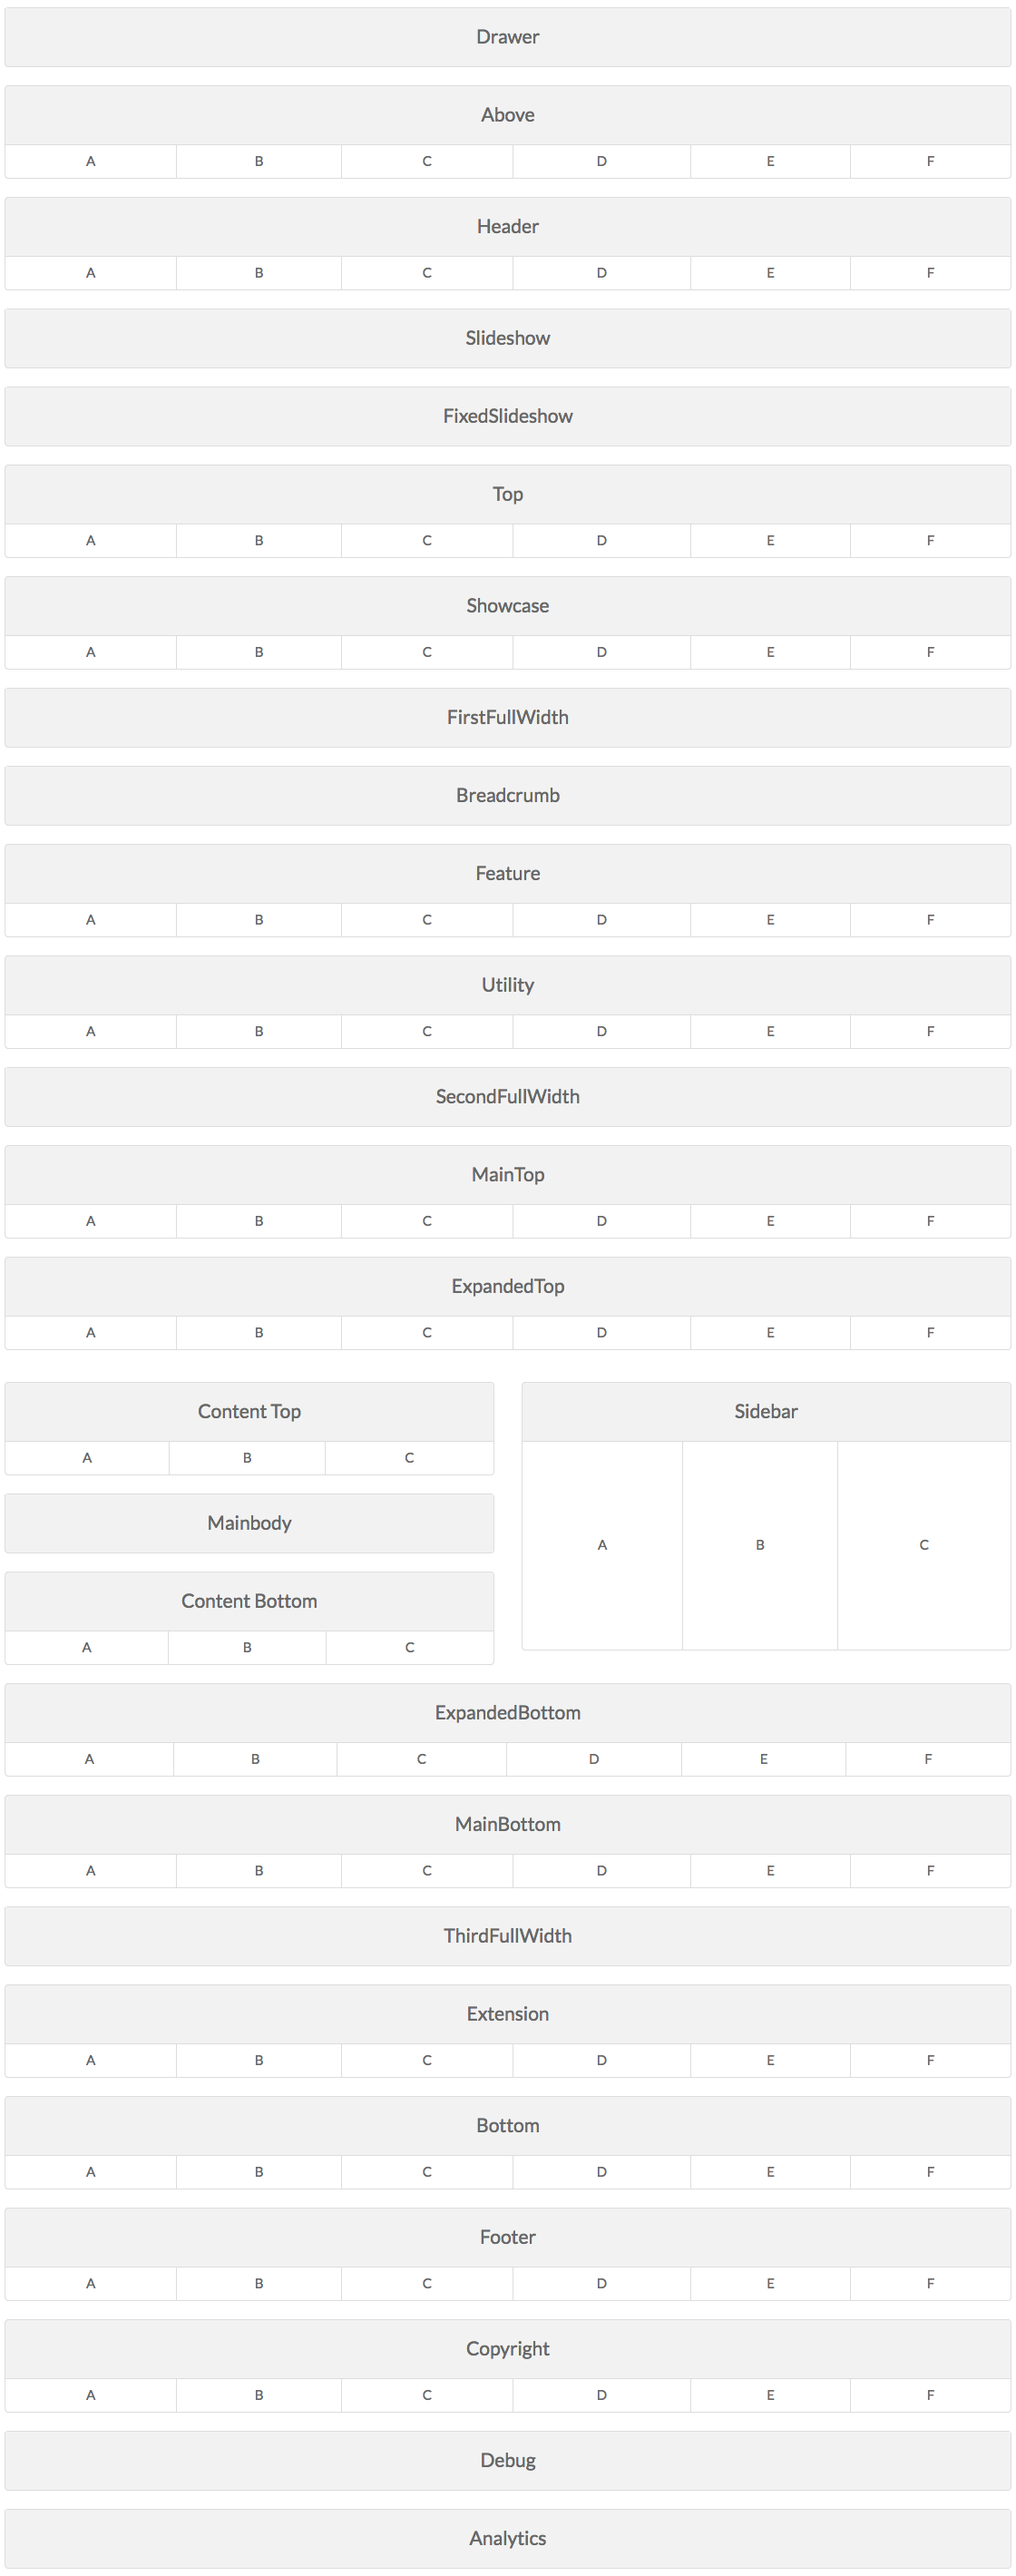 Drawer
Above
A B C D E F
Header
A B C D E F
Slideshow
FixedSlideshow
Top
A B C D E F
Showcase
A B C D E F
FirstFullWidth
Breadcrumb
Feature
A B C D E F
Utility
A B C D E F
SecondFullWidth
MainTop
A B C D E F
ExpandedTop
A B C D E F
Content Top
A B C
Mainbody
Content Bottom
A B C
Sidebar
A B C
ExpandedBottom
A B C D E F
MainBottom
A B C D E F
ThirdFullWidth
Extension
A B C D E F
Bottom
A B C D E F
Footer
A B C D E F
Copyright
A B C D E F
Debug
Analytics